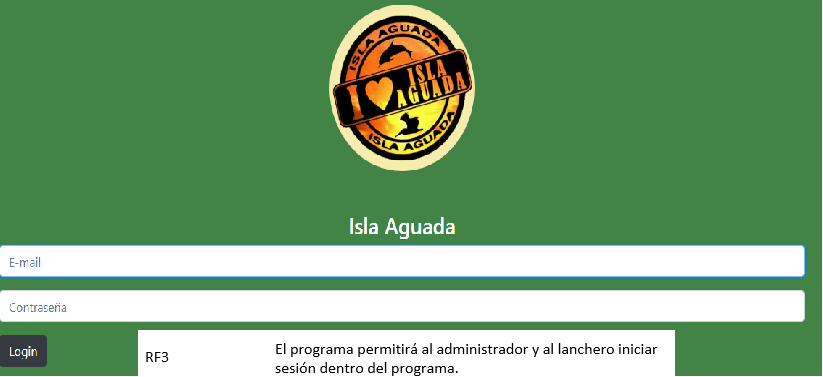 ISLA AGUADA
I ISLA
AGUADA
ISLA AGUADA
Isla Aguada
E-mail
Contraseña
Login
RF3
El programa permitirá al administrador y al lanchero iniciar
sesión dentro del programa.